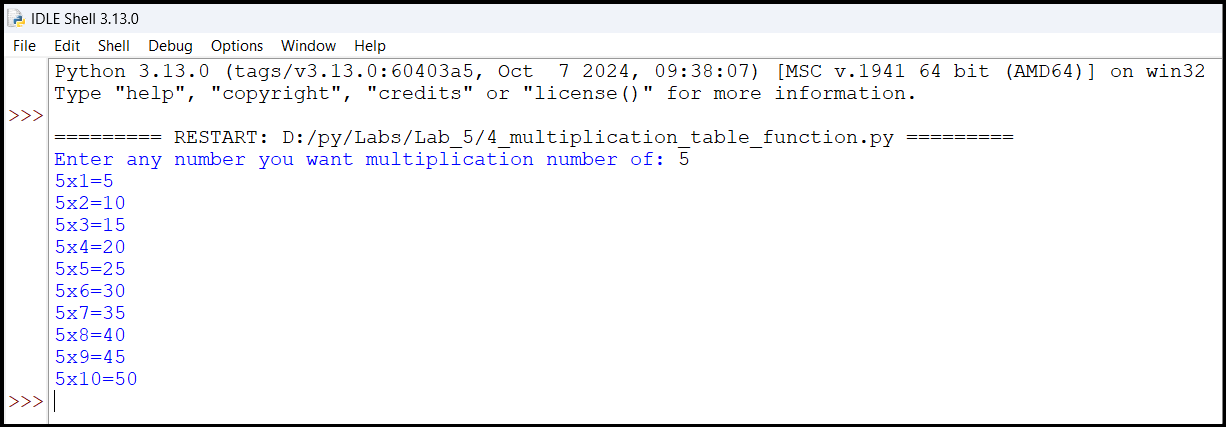 IDLE Shell 3.13.0
File Edit Shell Debug Options Window Help
Python 3.13.0 (tags/v3.13.0:60403a5, Oct  7 2024, 09:38:07) [MSC v.1941 64 bit (AMD64)] on win32
Type "help", "copyright", "credits" or "license()" for more information.
>>>
========= RESTART: D:/py/Labs/Lab_5/4_multiplication_table_function.py =========
Enter any number you want multiplication number of: 5
5x1=5
5x2=10
5x3=15
5x4=20
5x5=25
5x6=30
5x7=35
5x8=40
5x9=45
5x10=50
>>>